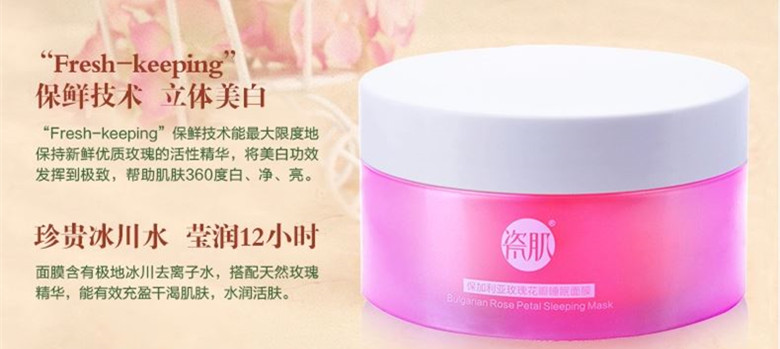 “Fresh-keeping”
保鲜技术 立体美白
“Fresh-keeping”保鲜技术能最大限度地
保持新鲜优质玫瑰的活性精华，将美白功效
发挥到极致，帮助肌肤360度白、净、亮。
珍贵冰川水 莹润12小时
面膜含有极地冰川去离子水，搭配天然玫瑰
精华，能有效充盈干渴肌肤，水润活肤。
瓷肌®
保加利亚玫瑰花瓣睡眠面膜
Bulgarian Rose Petal Sleeping Mask